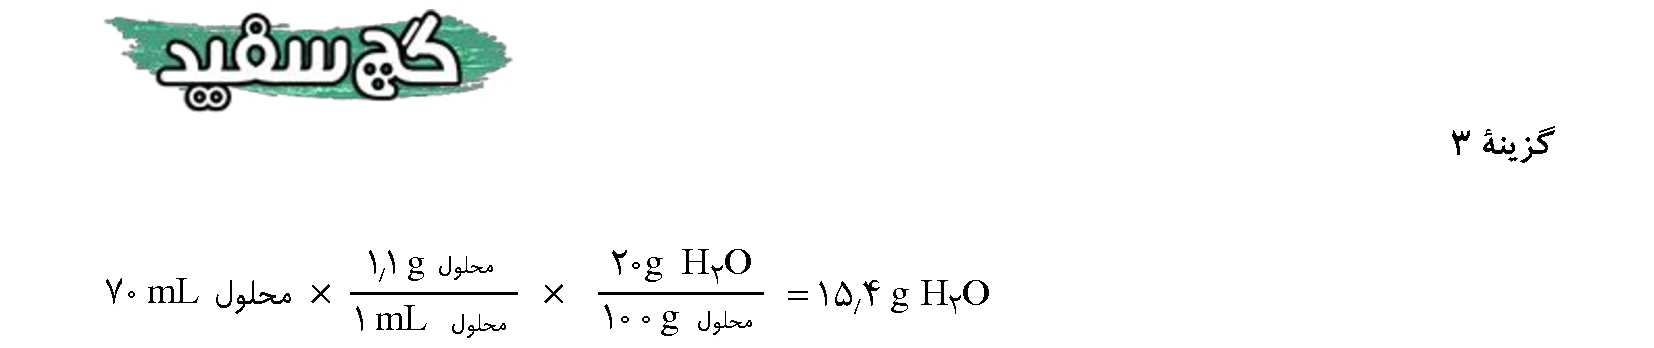 گچ سفید
گزینهٔ ۳
۷۰ mL محلول × ۱٫۱ g محلول / ۱ mL محلول × ۲۰g H۲O / ۱۰۰ g محلول = ۱۵٫۴ g H۲O